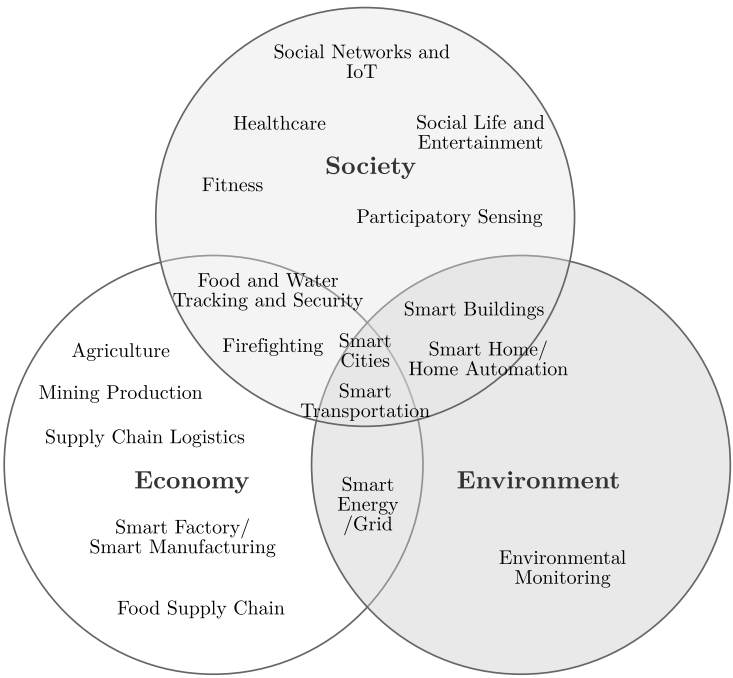 Social Networks and
IoT
Healthcare
Social Life and
Entertainment
Society
Fitness
Participatory Sensing
Food and Water
Tracking and Security
Smart Buildings
Firefighting
Smart
Cities
Smart Home/
Home Automation
Agriculture
Mining Production
Smart
Transportation
Supply Chain Logistics
Economy
Smart
Energy
/Grid
Environment
Smart Factory/
Smart Manufacturing
Environmental
Monitoring
Food Supply Chain